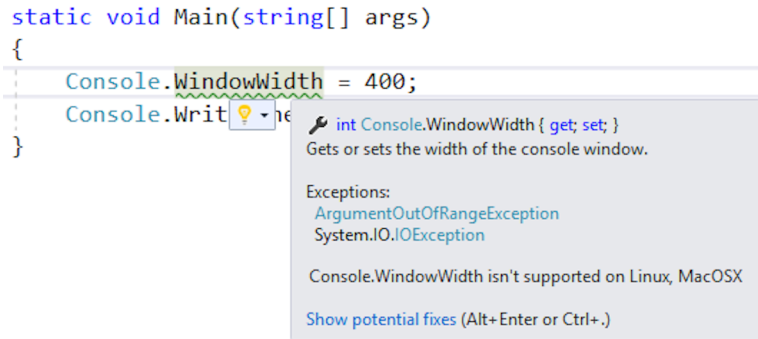 static void Main(string[] args)
{
Console.WindowWidth = 400;
Console.Writ
}
int Console.WindowWidth { get; set; }
Gets or sets the width of the console window.
Exceptions:
ArgumentOutOfRangeException
System.IO.IOException
Console.WindowWidth isn't supported on Linux, MacOSX
Show potential fixes (Alt+Enter or Ctrl+.)